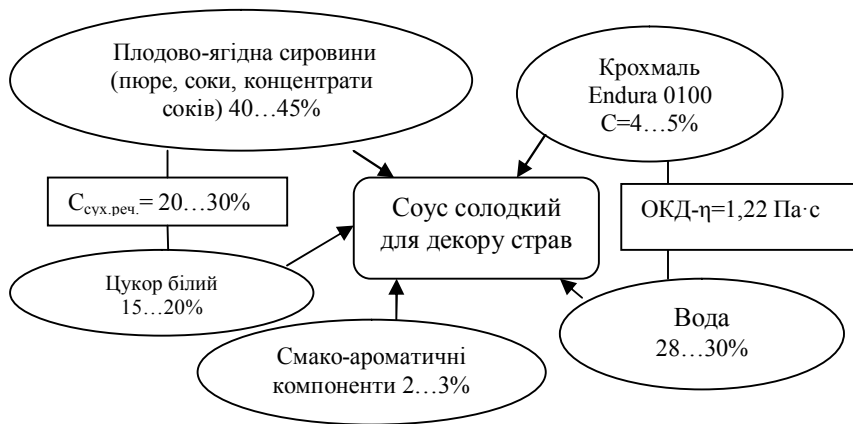 Плодово-ягідна сировини
(пюре, соки, концентрати
соків) 40…45%
Крохмаль
Endura 0100
С=4…5%
Ссух.реч.= 20…30%
Соус солодкий
для декору страв
ОКД-η=1,22 Па·с
Цукор білий
15…20%
Смако-ароматичні
компоненти 2…3%
Вода
28…30%